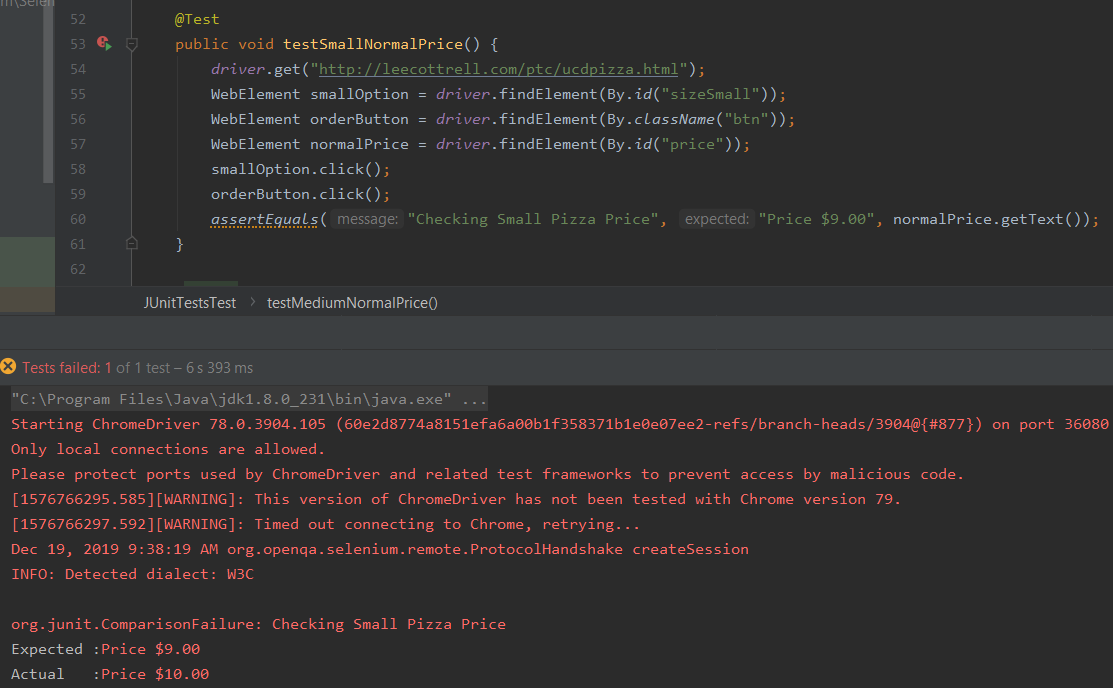 52 @Test
53 public void testSmallNormalPrice() {
54 driver.get("http://leecottrell.com/ptc/ucdpizza.html");
55 WebElement smallOption = driver.findElement(By.id("sizeSmall"));
56 WebElement orderButton = driver.findElement(By.className("btn"));
57 WebElement normalPrice = driver.findElement(By.id("price"));
58 smallOption.click();
59 orderButton.click();
60 assertEquals( message: "Checking Small Pizza Price", expected: "Price $9.00", normalPrice.getText());
61 }
62
JUnitTestsTest > testMediumNormalPrice()
Tests failed: 1 of 1 test – 6 s 393 ms
"C:\Program Files\Java\jdk1.8.0_231\bin\java.exe" ...
Starting ChromeDriver 78.0.3904.105 (60e2d8774a8151efa6a00b1f358371b1e0e07ee2-refs/branch-heads/3904@{#877}) on port 36080
Only local connections are allowed.
Please protect ports used by ChromeDriver and related test frameworks to prevent access by malicious code.
[1576766295.585][WARNING]: This version of ChromeDriver has not been tested with Chrome version 79.
[1576766297.592][WARNING]: Timed out connecting to Chrome, retrying...
Dec 19, 2019 9:38:19 AM org.openqa.selenium.remote.ProtocolHandshake createSession
INFO: Detected dialect: W3C
org.junit.ComparisonFailure: Checking Small Pizza Price
Expected :Price $9.00
Actual :Price $10.00